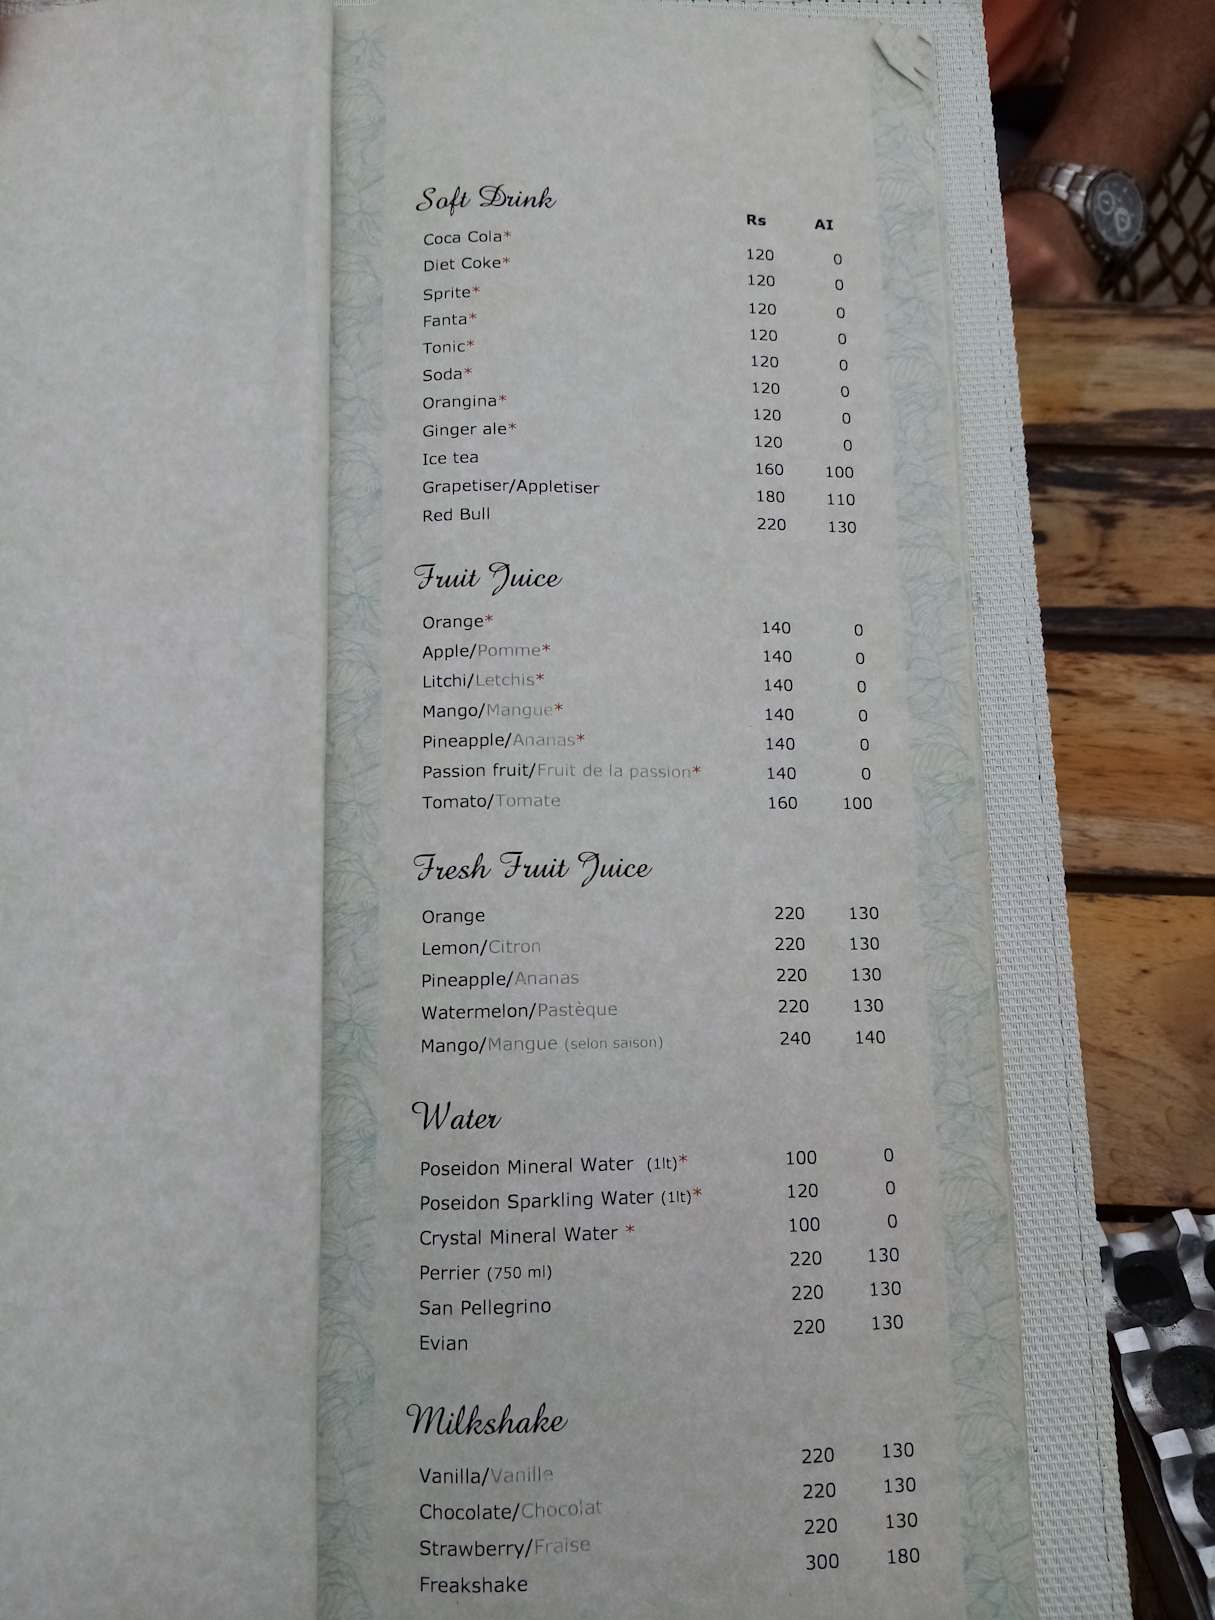 Soft Drink
Rs AI
Coca Cola* 120 0
Diet Coke* 120 0
Sprite* 120 0
Fanta* 120 0
Tonic* 120 0
Soda* 120 0
Orangina* 120 0
Ginger ale* 120 0
Ice tea 160 100
Grapetiser/Appletiser 180 110
Red Bull 220 130
Fruit Juice
Orange* 140 0
Apple/Pomme* 140 0
Litchi/Letchis* 140 0
Mango/Mangue* 140 0
Pineapple/Ananas* 140 0
Passion fruit/Fruit de la passion* 140 0
Tomato/Tomate 160 100
Fresh Fruit Juice
Orange 220 130
Lemon/Citron 220 130
Pineapple/Ananas 220 130
Watermelon/Pastèque 220 130
Mango/Mangue (selon saison) 240 140
Water
Poseidon Mineral Water (1lt)* 100 0
Poseidon Sparkling Water (1lt)* 120 0
Crystal Mineral Water * 100 0
Perrier (750 ml) 220 130
San Pellegrino 220 130
Evian 220 130
Milkshake
Vanilla/Vanille 220 130
Chocolate/Chocolat 220 130
Strawberry/Fraise 220 130
Freakshake 300 180